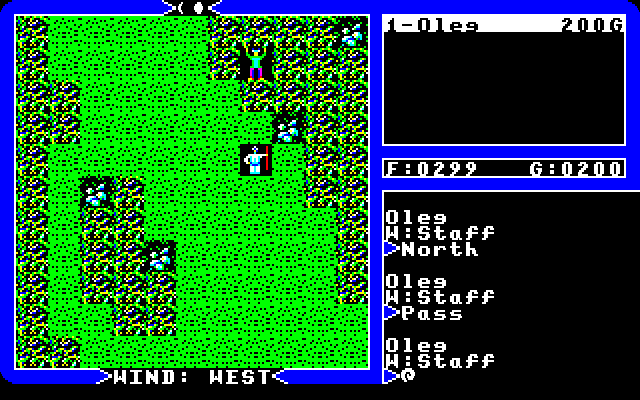 1-Oleg 200G
F:0299 G:0200
Oleg
W:Staff
North
Oleg
W:Staff
Pass
Oleg
W:Staff
@
WIND: WEST